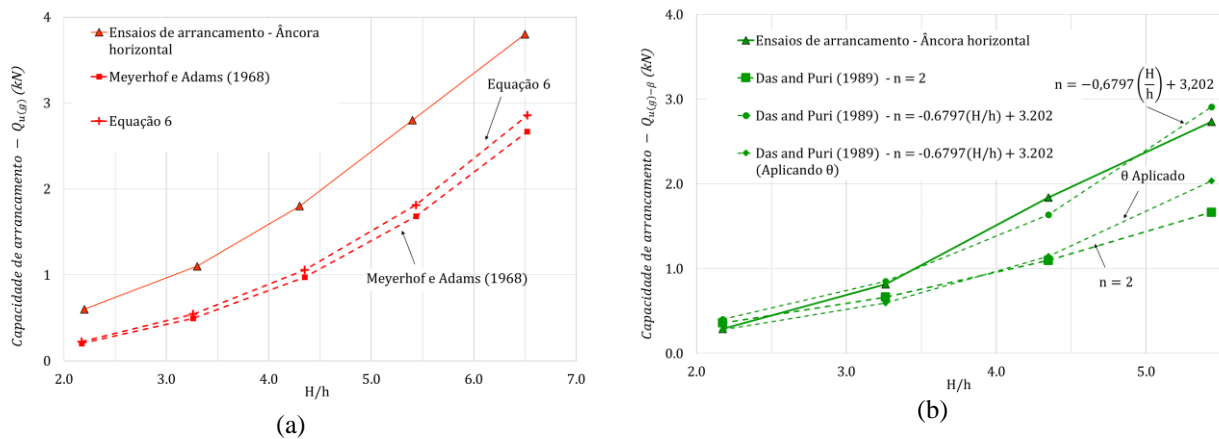 4
3
2
1
0
2.0 3.0 4.0 5.0 6.0 7.0
H/h
Capacidade de arrancamento − Qu(g) (kN)
Ensaios de arrancamento - Âncora
horizontal
Meyerhof e Adams (1968)
Equação 6
Equação 6
Meyerhof e Adams (1968)
(a)
4.0
3.0
2.0
1.0
0.0
2.0 3.0 4.0 5.0
H/h
Capacidade de arrancamento − Qu(g)−β (kN)
Ensaios de arrancamento - Âncora horizontal
Das and Puri (1989) - n = 2
Das and Puri (1989) - n = -0.6797(H/h) + 3.202
Das and Puri (1989) - n = -0.6797(H/h) + 3.202
(Aplicando θ)
n = −0,6797 (H/h) + 3,202
θ Aplicado
n = 2
(b)